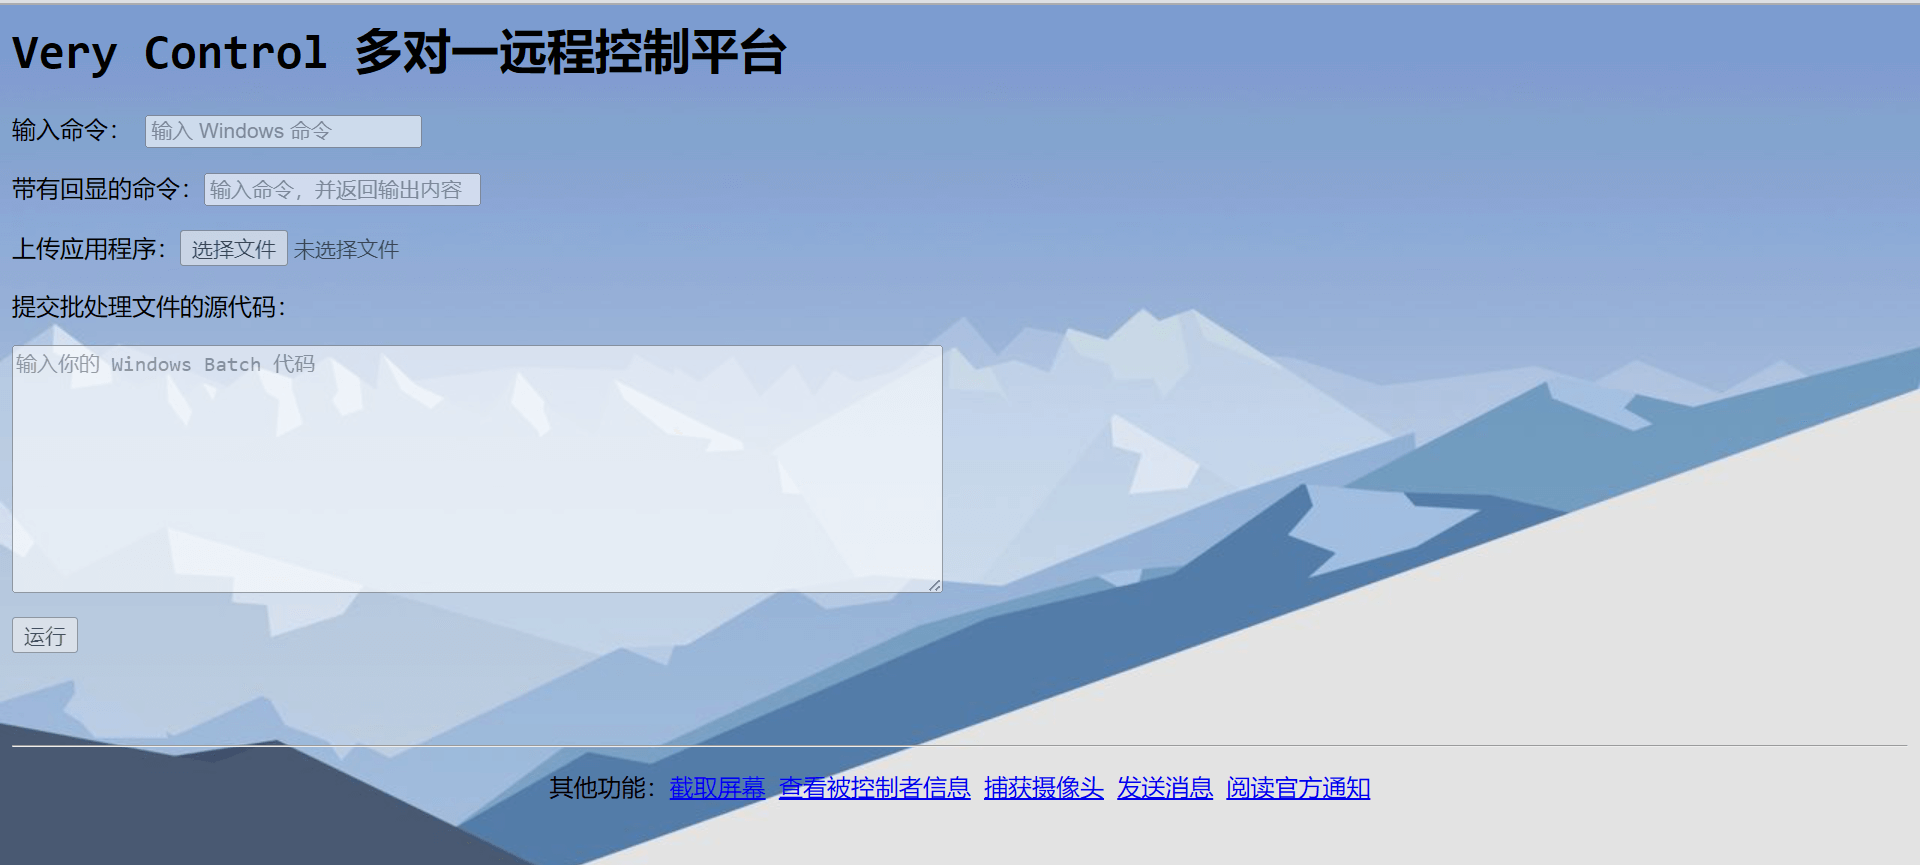 Very Control 多对一远程控制平台
输入命令： 输入 Windows 命令
带有回显的命令：输入命令，并返回输出内容
上传应用程序：选择文件 未选择文件
提交批处理文件的源代码：
输入你的 Windows Batch 代码
运行
其他功能：截取屏幕 查看被控制者信息 捕获摄像头 发送消息 阅读官方通知